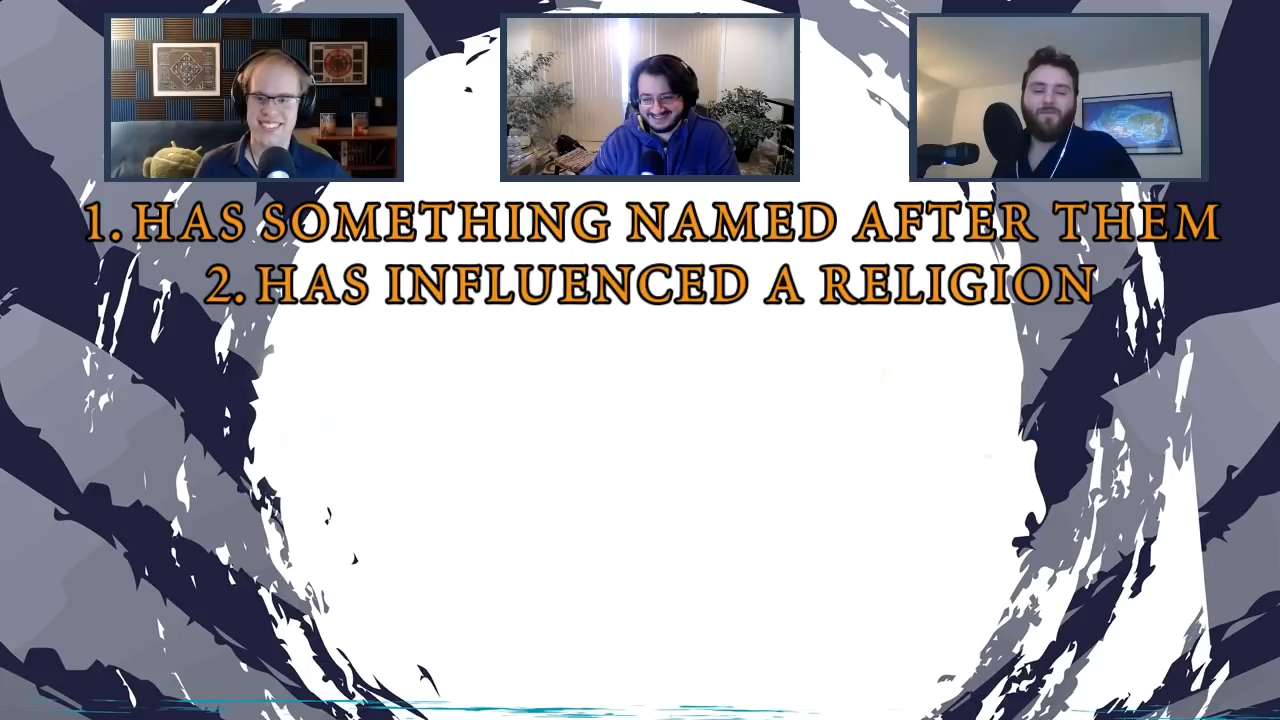 1. HAS SOMETHING NAMED AFTER THEM
2. HAS INFLUENCED A RELIGION